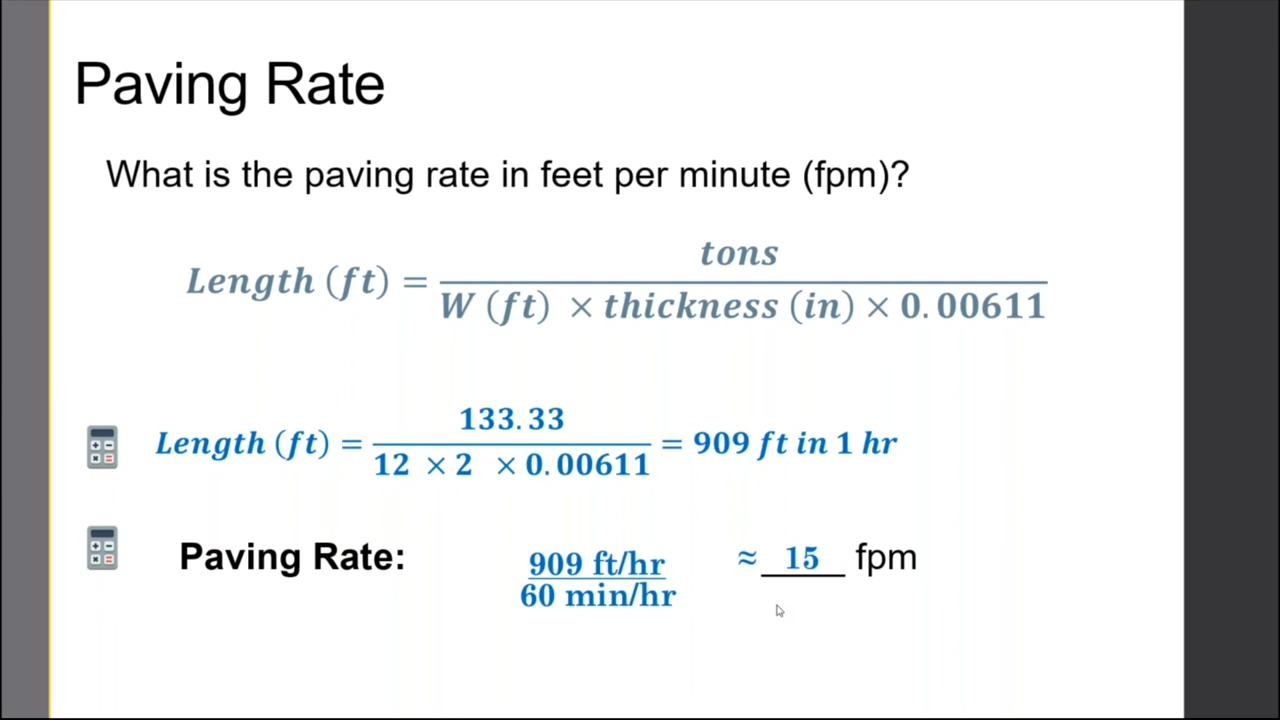 Paving Rate
What is the paving rate in feet per minute (fpm)?
Length (ft) = tons / W (ft) × thickness (in) × 0.00611
Length (ft) = 133.33 / 12 × 2 × 0.00611 = 909 ft in 1 hr
Paving Rate: 909 ft/hr / 60 min/hr ≈ 15 fpm